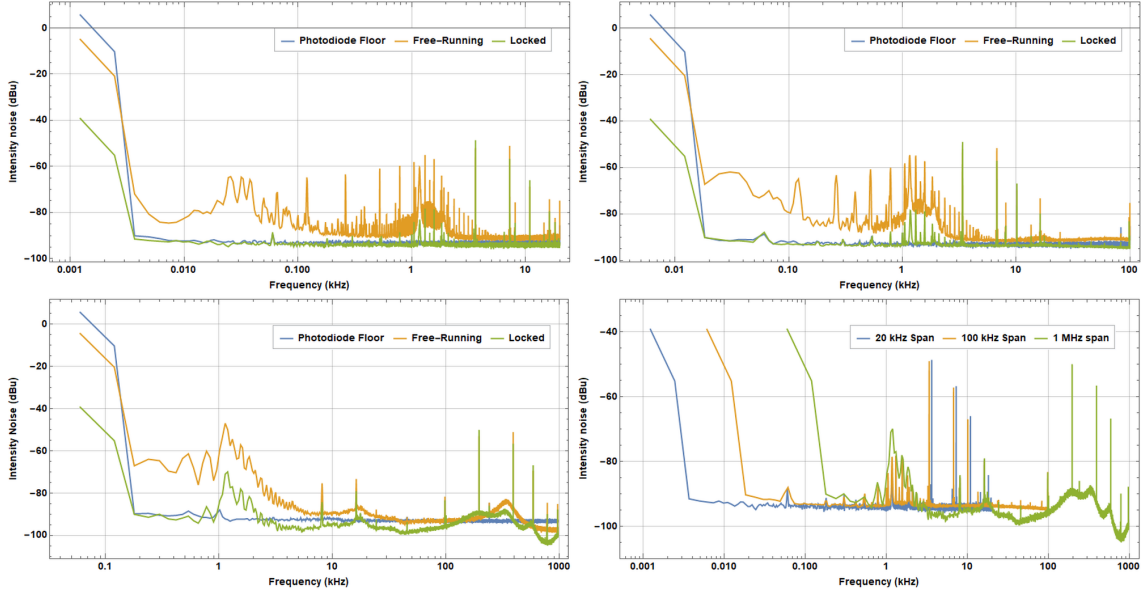 Photodiode Floor Free-Running Locked
Intensity noise (dBu)
0
-20
-40
-60
-80
-100
0.001 0.010 0.100 1 10
Frequency (kHz)
Photodiode Floor Free-Running Locked
Intensity noise (dBu)
0
-20
-40
-60
-80
-100
0.01 0.10 1 10 100
Frequency (kHz)
Photodiode Floor Free-Running Locked
Intensity Noise (dBu)
0
-20
-40
-60
-80
-100
0.1 1 10 100 1000
Frequency (kHz)
20 kHz Span 100 kHz Span 1 MHz span
Intensity noise (dBu)
-40
-60
-80
-100
0.001 0.010 0.100 1 10 100 1000
Frequency (kHz)